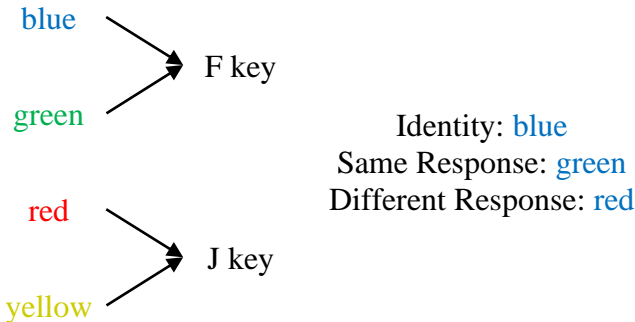 blue
F key
green
Identity: blue
Same Response: green
Different Response: red
red
J key
yellow